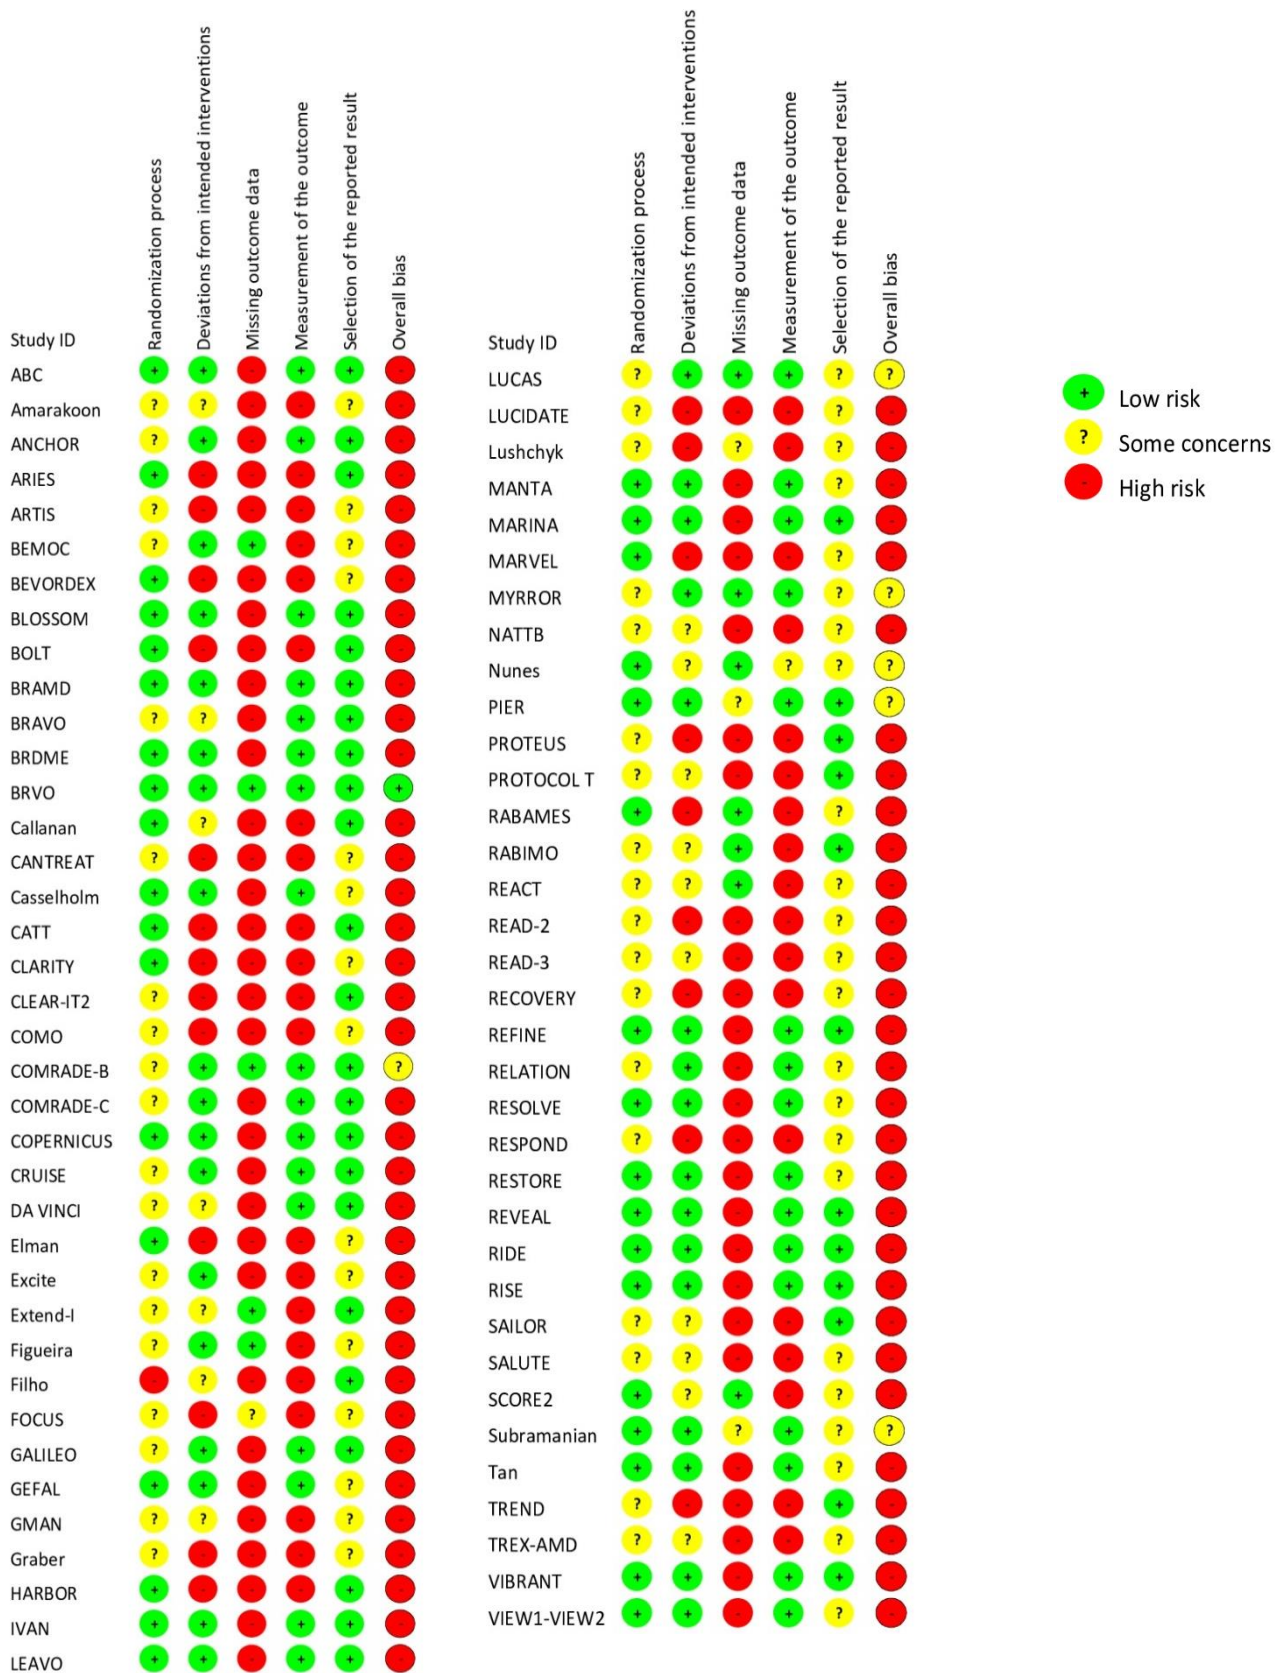 Randomization process
Deviations from intended interventions
Missing outcome data
Measurement of the outcome
Selection of the reported result
Overall bias
Study ID
ABC + + - + + -
Amarakoon ? ? - - ? -
ANCHOR ? + - + + -
ARIES + - - - + -
ARTIS ? - - - ? -
BEMOC ? + + - ? -
BEVORDEX + - - - ? -
BLOSSOM + + - + + -
BOLT + - - - + -
BRAMD + + - + + -
BRAVO ? ? - + + -
BRDME + + - + + -
BRVO + + + + + +
Callanan + ? - - + -
CANTREAT ? - - - ? -
Casselholm + + - + ? -
CATT + - - - + -
CLARITY + - - - ? -
CLEAR-IT2 ? - - - + -
COMO ? - - - ? -
COMRADE-B ? + + + + ?
COMRADE-C ? + - + + -
COPERNICUS + + - + + -
CRUISE ? + - + + -
DA VINCI ? ? - + + -
Elman + - - - ? -
Excite ? + - - ? -
Extend-I ? ? + - + -
Figueira ? + + - ? -
Filho - ? - - + -
FOCUS ? - ? - ? -
GALILEO ? + - + + -
GEFAL + + - + ? -
GMAN ? ? - - ? -
Graber ? - - - ? -
HARBOR + - - - + -
IVAN + + - + + -
LEAVO + + - + + -
Randomization process
Deviations from intended interventions
Missing outcome data
Measurement of the outcome
Selection of the reported result
Overall bias
Study ID
LUCAS ? + + + ? ?
LUCIDATE ? - - - ? -
Lushchyk ? - ? - ? -
MANTA + + - + ? -
MARINA + + - + + -
MARVEL + - - - ? -
MYRROR ? + + + ? ?
NATTB ? ? - - ? -
Nunes + ? + ? ? ?
PIER + + ? + + ?
PROTEUS ? - - - + -
PROTOCOL T ? ? - - + -
RABAMES + - + - ? -
RABIMO ? ? + - + -
REACT ? ? + - ? -
READ-2 ? - - - ? -
READ-3 ? ? - - ? -
RECOVERY ? - - - ? -
REFINE + + - + + -
RELATION ? + - + ? -
RESOLVE + + - + ? -
RESPOND ? - - - ? -
RESTORE + + - + ? -
REVEAL + + - + + -
RIDE + + - + + -
RISE + + - + + -
SAILOR ? ? - - + -
SALUTE ? ? - - ? -
SCORE2 + ? + - ? -
Subramanian + + ? + ? ?
Tan + + - + ? -
TREND ? - - - + -
TREX-AMD ? ? - - ? -
VIBRANT + + - + + -
VIEW1-VIEW2 + + - + ? -
+ Low risk
? Some concerns
- High risk